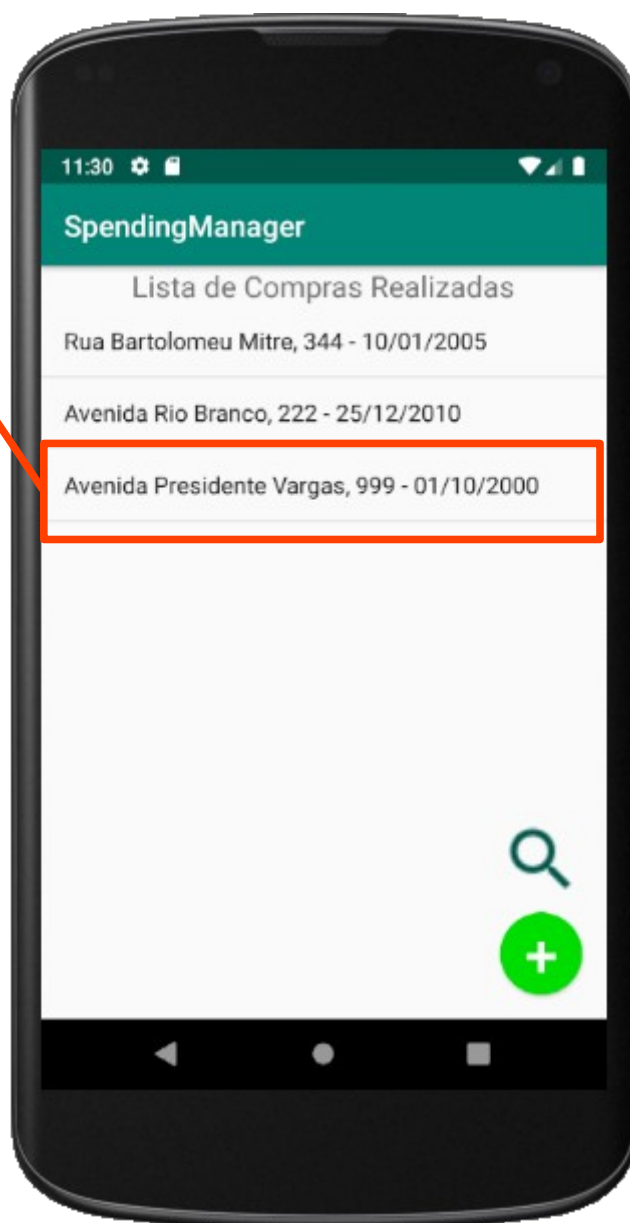 11:30
SpendingManager
Lista de Compras Realizadas
Rua Bartolomeu Mitre, 344 - 10/01/2005
Avenida Rio Branco, 222 - 25/12/2010
Avenida Presidente Vargas, 999 - 01/10/2000
+